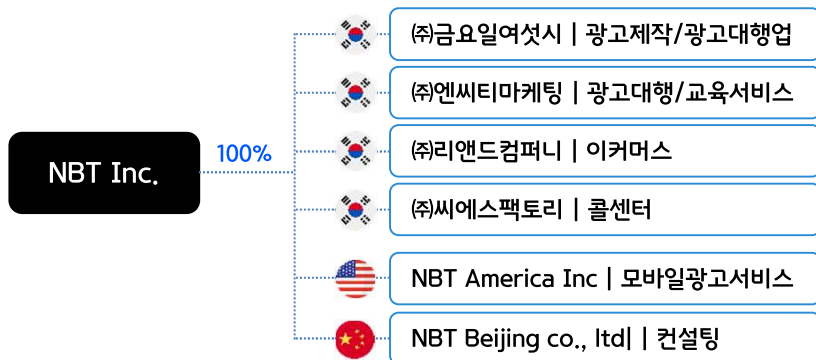 ㈜금요일여섯시 | 광고제작/광고대행업
㈜엔씨티마케팅 | 광고대행/교육서비스
NBT Inc.
100%
㈜리앤드컴퍼니 | 이커머스
㈜씨에스팩토리 | 콜센터
NBT America Inc | 모바일광고서비스
NBT Beijing co., ltd| | 컨설팅